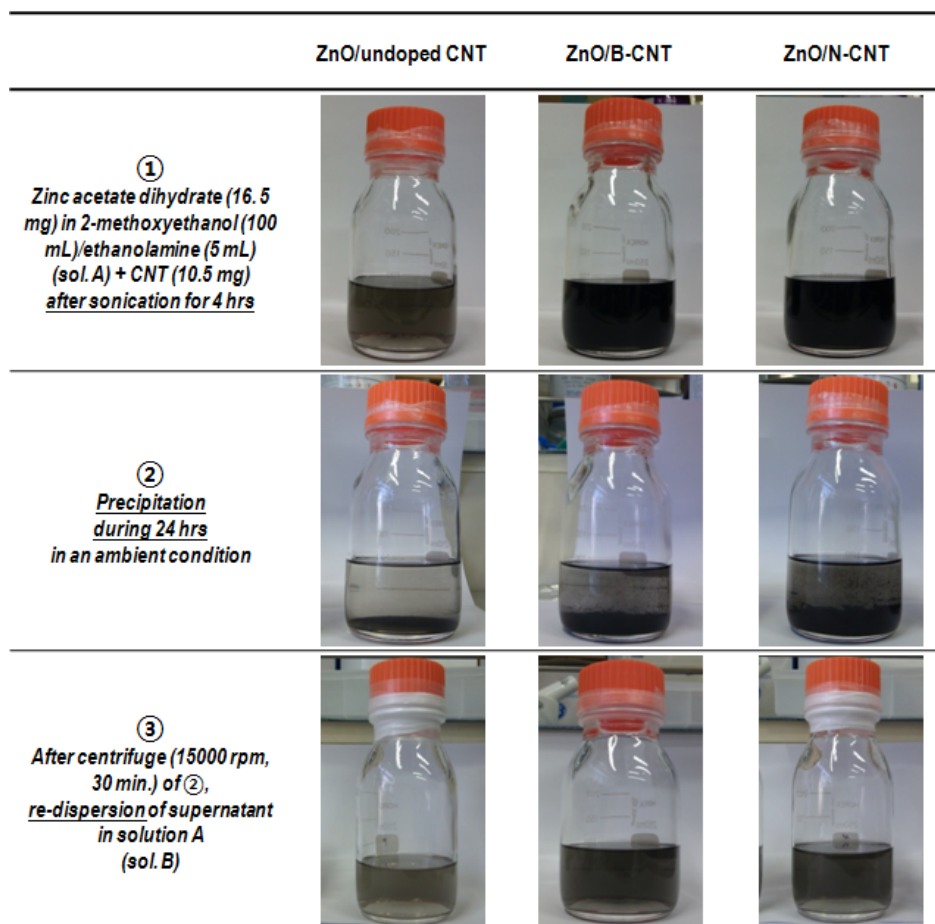 ZnO/undoped CNT ZnO/B-CNT ZnO/N-CNT
①
Zinc acetate dihydrate (16. 5
mg) in 2-methoxyethanol (100
mL)/ethanolamine (5 mL)
(sol. A) + CNT (10.5 mg)
after sonication for 4 hrs
②
Precipitation
during 24 hrs
in an ambient condition
③
After centrifuge (15000 rpm,
30 min.) of ②,
re-dispersion of supernatant
in solution A
(sol. B)